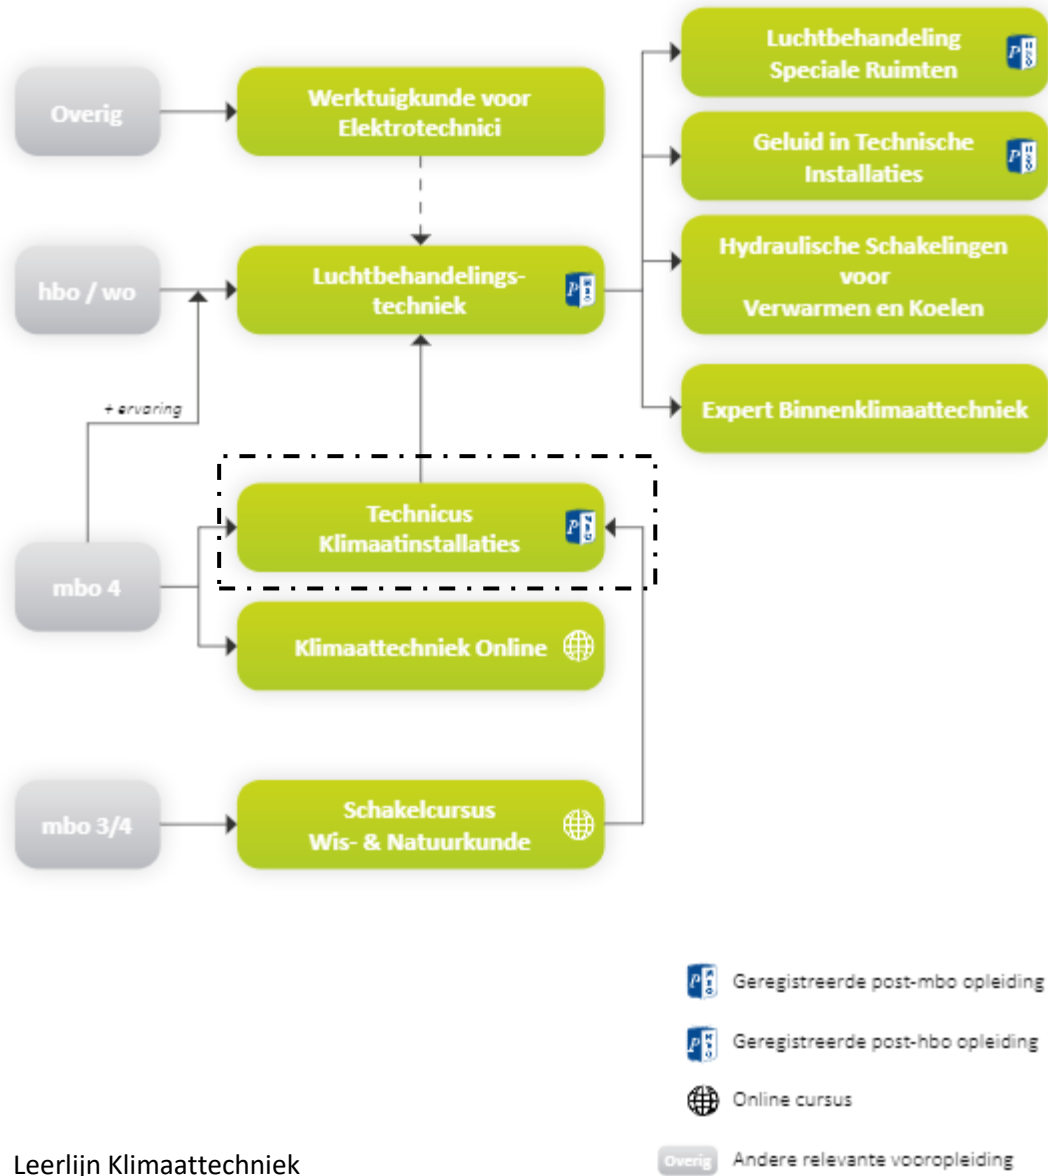 Overig
Werktuigkunde voor
Elektrotechnici
Luchtbehandeling
Speciale Ruimten
Geluid in Technische
Installaties
hbo / wo
Luchtbehandelings-
techniek
Hydraulische Schakelingen
voor
Verwarmen en Koelen
+ ervaring
Expert Binnenklimaattechniek
mbo 4
Technicus
Klimaatinstallaties
Klimaattechniek Online
mbo 3/4
Schakelcursus
Wis- & Natuurkunde
Geregistreerde post-mbo opleiding
Geregistreerde post-hbo opleiding
Online cursus
Overig
Andere relevante vooropleiding
Leerlijn Klimaattechniek